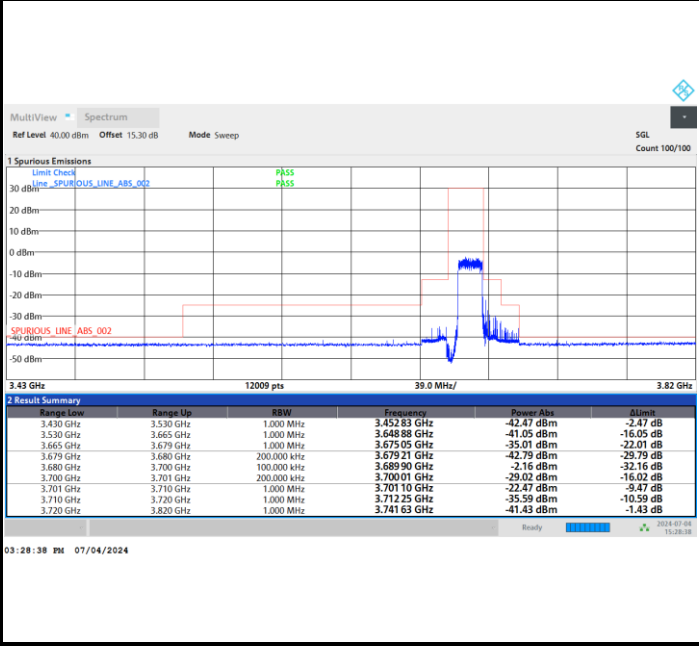 MultiView Spectrum
Ref Level 40.00 dBm Offset 15.30 dB Mode Sweep SGL
Count 100/100
1 Spurious Emissions
Limit Check PASS
Line _SPURIOUS_LINE_ABS_002 PASS
30 dBm
20 dBm
10 dBm
0 dBm
-10 dBm
-20 dBm
-30 dBm
_SPURIOUS_LINE_ABS_002
-40 dBm
-50 dBm
3.43 GHz 12009 pts 39.0 MHz/ 3.82 GHz
2 Result Summary
Range Low Range Up RBW Frequency Power Abs ΔLimit
3.430 GHz 3.530 GHz 1.000 MHz 3.452 83 GHz -42.47 dBm -2.47 dB
3.530 GHz 3.665 GHz 1.000 MHz 3.648 88 GHz -41.05 dBm -16.05 dB
3.665 GHz 3.679 GHz 1.000 MHz 3.675 05 GHz -35.01 dBm -22.01 dB
3.679 GHz 3.680 GHz 200.000 kHz 3.679 21 GHz -42.79 dBm -29.79 dB
3.680 GHz 3.700 GHz 100.000 kHz 3.689 90 GHz -2.16 dBm -32.16 dB
3.700 GHz 3.701 GHz 200.000 kHz 3.700 01 GHz -29.02 dBm -16.02 dB
3.701 GHz 3.710 GHz 1.000 MHz 3.701 10 GHz -22.47 dBm -9.47 dB
3.710 GHz 3.720 GHz 1.000 MHz 3.712 25 GHz -35.59 dBm -10.59 dB
3.720 GHz 3.820 GHz 1.000 MHz 3.741 63 GHz -41.43 dBm -1.43 dB
Ready 2024-07-04
15:28:38
03:28:38 PM 07/04/2024